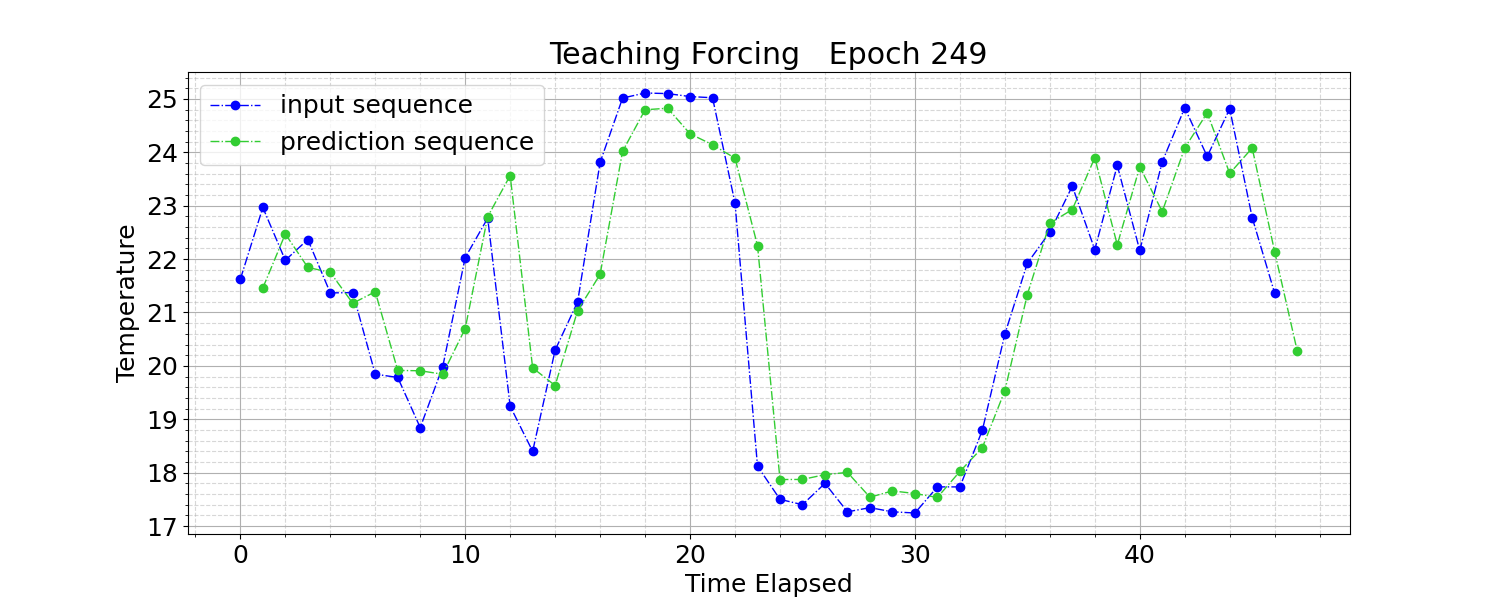 Teaching Forcing   Epoch 249
input sequence
prediction sequence
25
24
23
22
21
20
19
18
17
Temperature
0 10 20 30 40
Time Elapsed